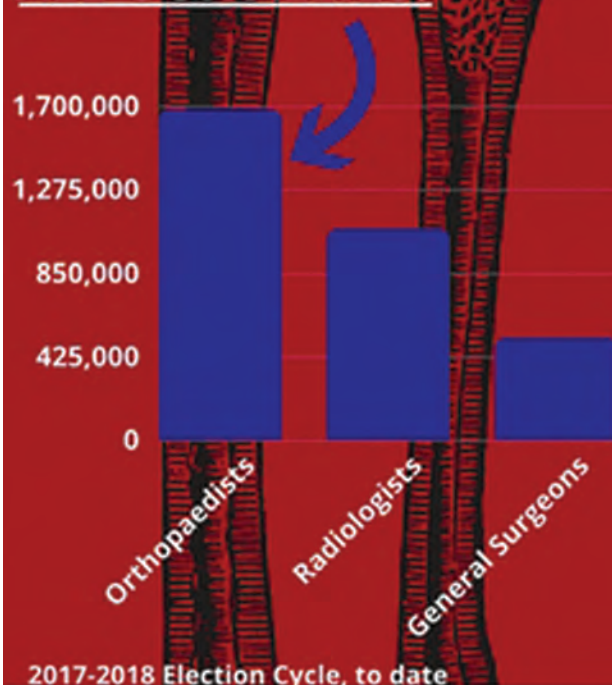 1,700,000
1,275,000
850,000
425,000
0
Orthopaedists
Radiologists
General Surgeons
2017-2018 Election Cycle, to date